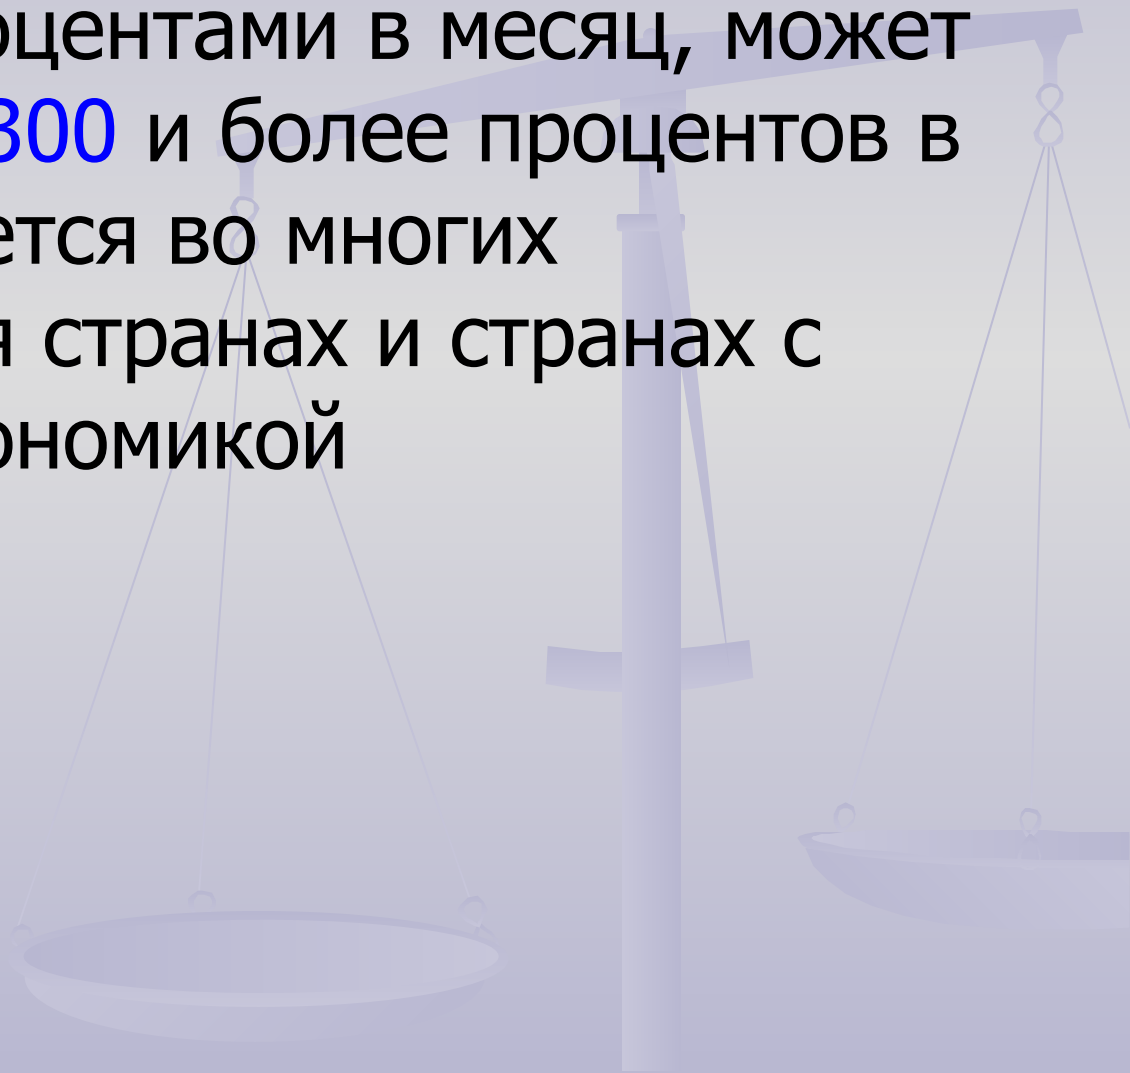 оцентами в месяц, может
300 и более процентов в
ется во многих
я странах и странах с
ономикой